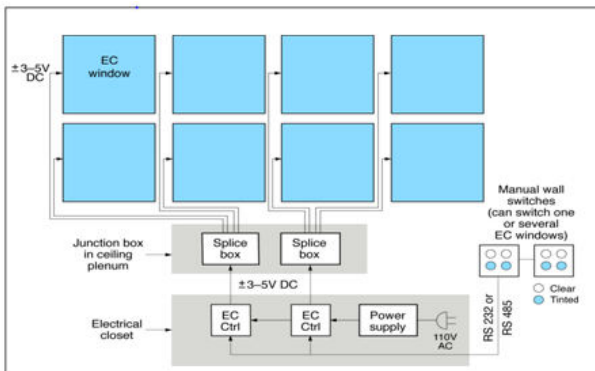 EC
window
±3–5V
DC
Manual wall
switches
(can switch one
or several
EC windows)
Junction box
in ceiling
plenum
Splice
box
Splice
box
Clear
Tinted
±3–5V DC
Electrical
closet
EC
Ctrl
EC
Ctrl
Power
supply
110V
AC
RS 232 or
RS 485